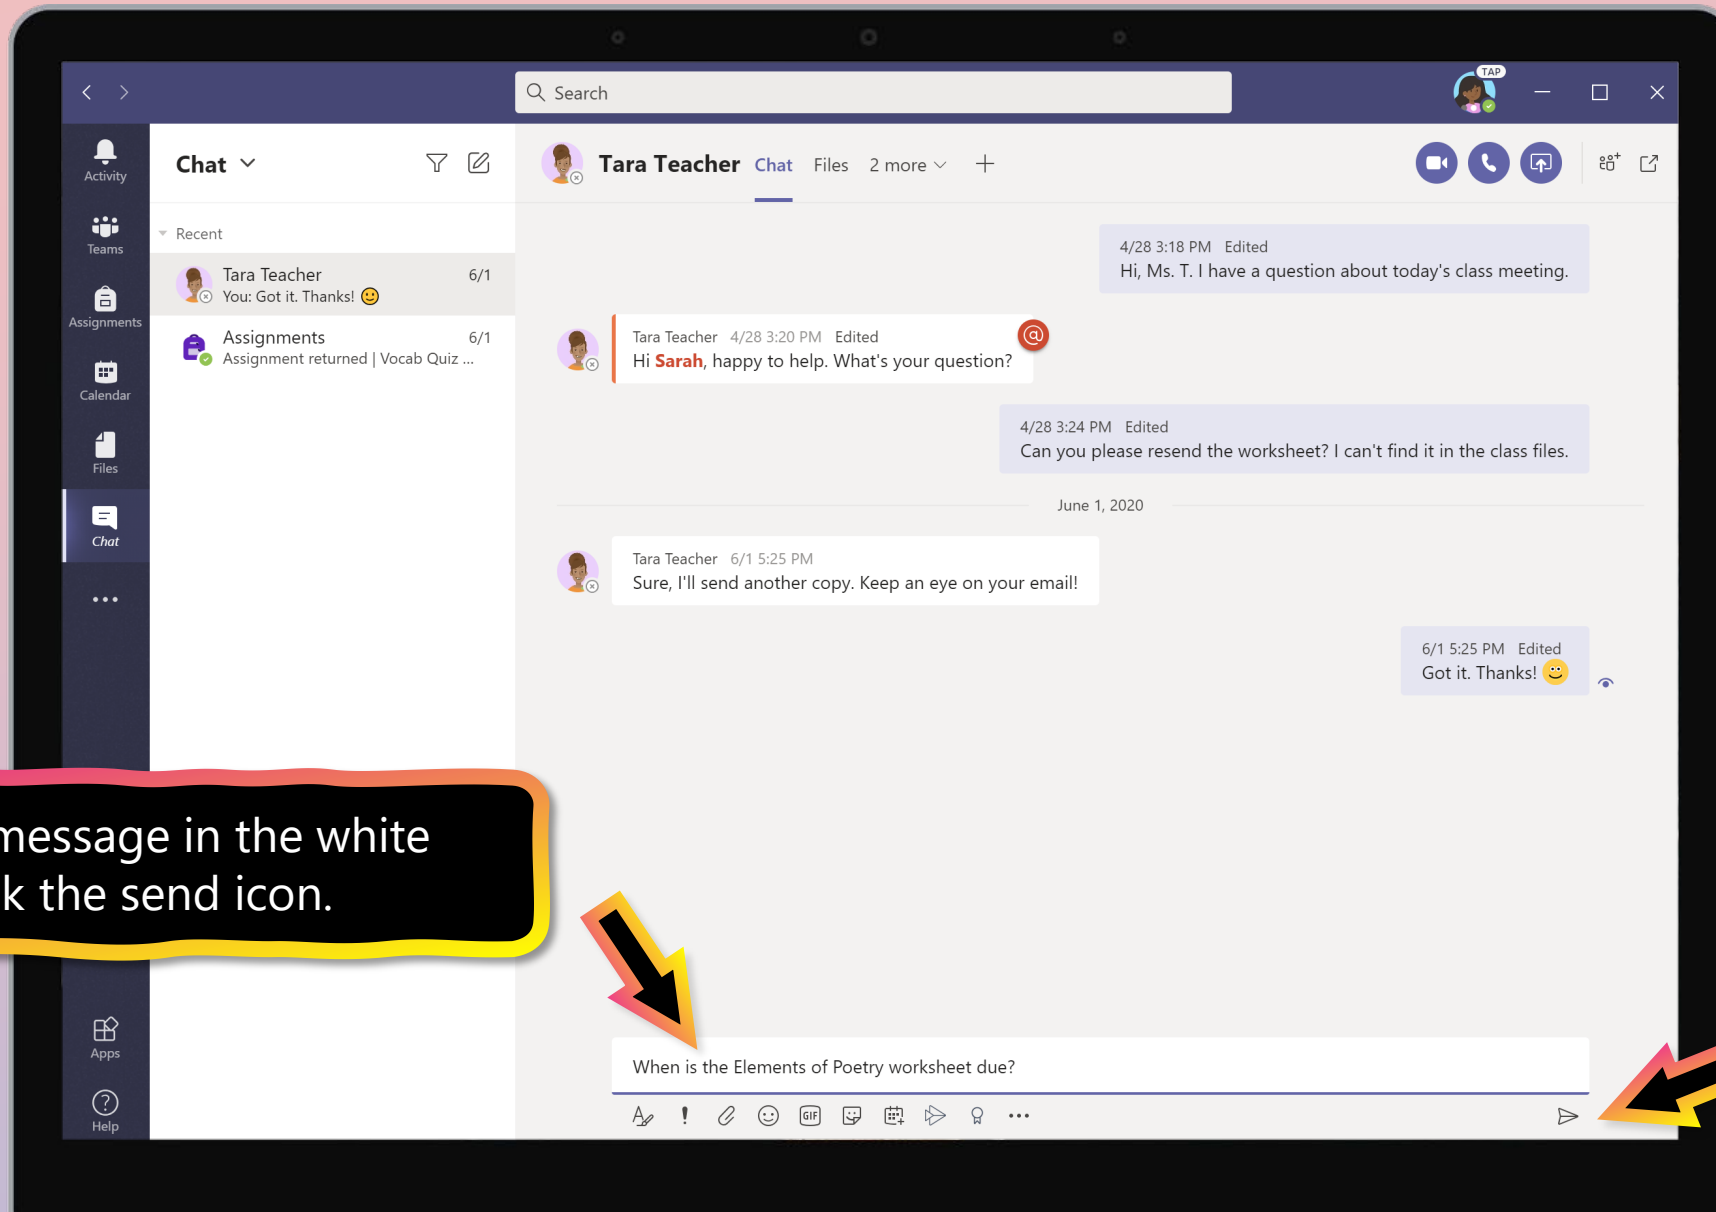 TAP
Search
Activity
Teams
Assignments
Calendar
Files
Chat
Apps
Help
Chat
Recent
Tara Teacher 6/1
You: Got it. Thanks! 🙂
Assignments 6/1
Assignment returned | Vocab Quiz ...
Tara Teacher Chat Files 2 more
4/28 3:18 PM Edited
Hi, Ms. T. I have a question about today's class meeting.
Tara Teacher 4/28 3:20 PM Edited
@
Hi Sarah, happy to help. What's your question?
4/28 3:24 PM Edited
Can you please resend the worksheet? I can't find it in the class files.
June 1, 2020
Tara Teacher 6/1 5:25 PM
Sure, I'll send another copy. Keep an eye on your email!
6/1 5:25 PM Edited
Got it. Thanks! 🙂
message in the white
k the send icon.
When is the Elements of Poetry worksheet due?
GIF